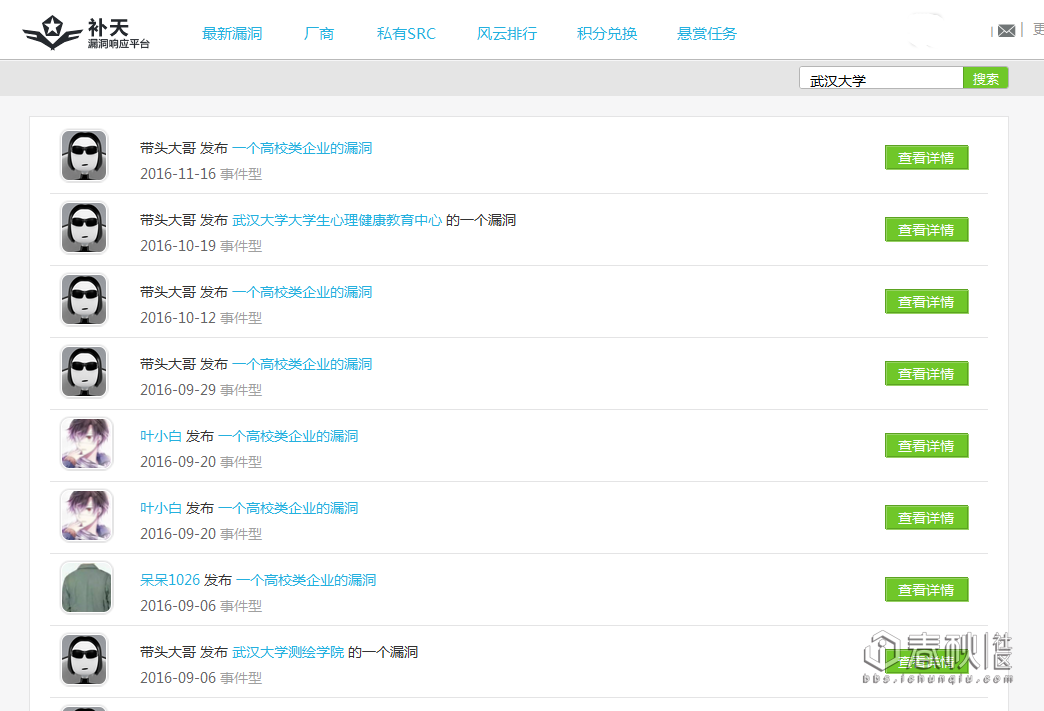 补天
漏洞响应平台
最新漏洞 厂商 私有SRC 风云排行 积分兑换 悬赏任务
武汉大学 搜索
带头大哥 发布 一个高校类企业的漏洞
2016-11-16 事件型
查看详情
带头大哥 发布 武汉大学大学生心理健康教育中心 的一个漏洞
2016-10-19 事件型
查看详情
带头大哥 发布 一个高校类企业的漏洞
2016-10-12 事件型
查看详情
带头大哥 发布 一个高校类企业的漏洞
2016-09-29 事件型
查看详情
叶小白 发布 一个高校类企业的漏洞
2016-09-20 事件型
查看详情
叶小白 发布 一个高校类企业的漏洞
2016-09-20 事件型
查看详情
呆呆1026 发布 一个高校类企业的漏洞
2016-09-06 事件型
查看详情
带头大哥 发布 武汉大学测绘学院 的一个漏洞
2016-09-06 事件型
查看详情
春秋社区
bbs.ichunqiu.com